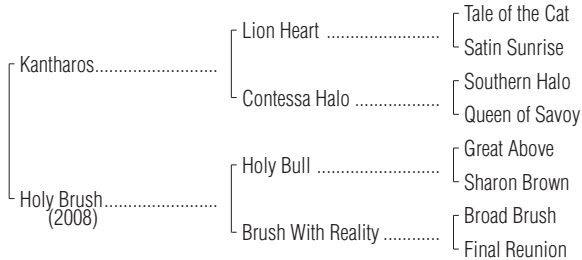 Tale of the Cat
Lion Heart ........................
Satin Sunrise
Kantharos..........................
Southern Halo
Contessa Halo ..................
Queen of Savoy
Great Above
Holy Bull ..........................
Sharon Brown
Holy Brush........................
(2008)
Broad Brush
Brush With Reality ............
Final Reunion